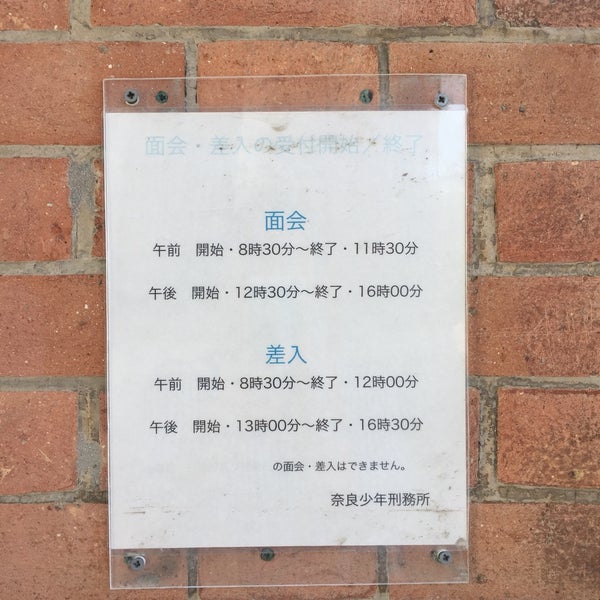 面会・差入の受付開始／終了
面会
午前　開始・8時30分〜終了・11時30分
午後　開始・12時30分〜終了・16時00分
差入
午前　開始・8時30分〜終了・12時00分
午後　開始・13時00分〜終了・16時30分
の面会・差入はできません。
奈良少年刑務所